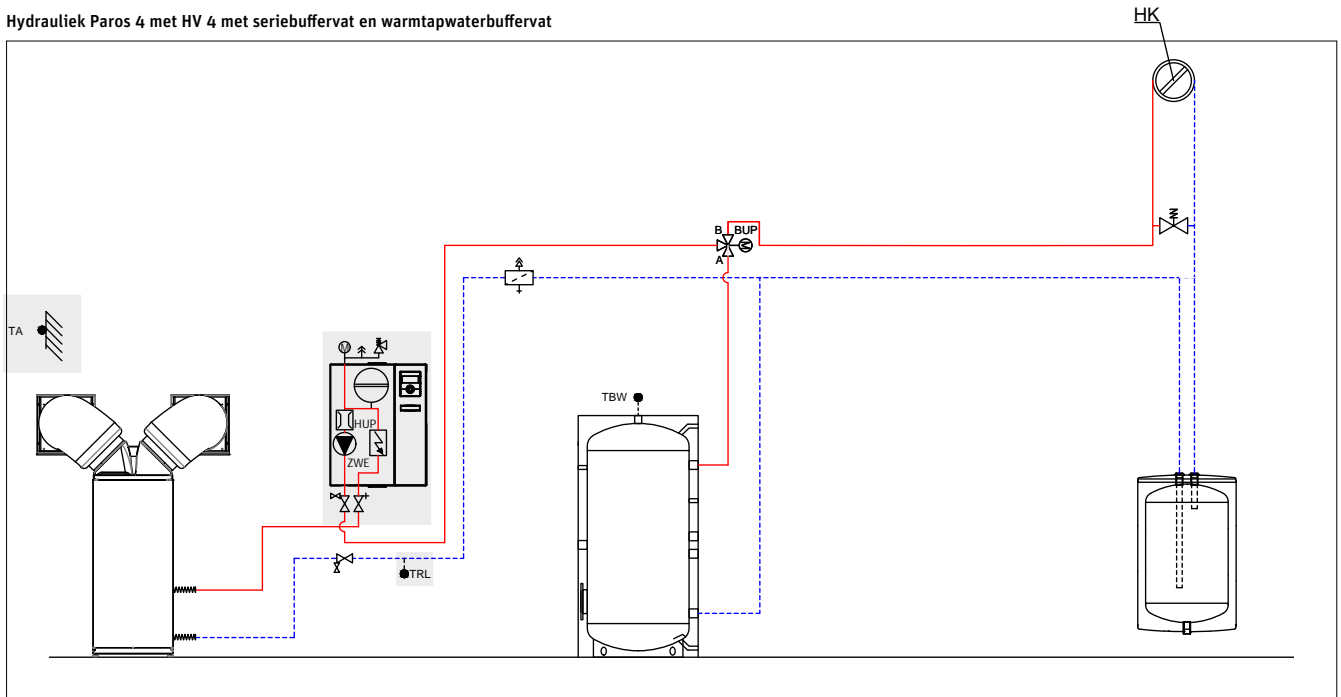 Hydrauliek Paros 4 met HV 4 met seriebuffervat en warmtapwaterbuffervat
HK
B BUP
A
TA
M
TBW
HUP
ZWE
TRL